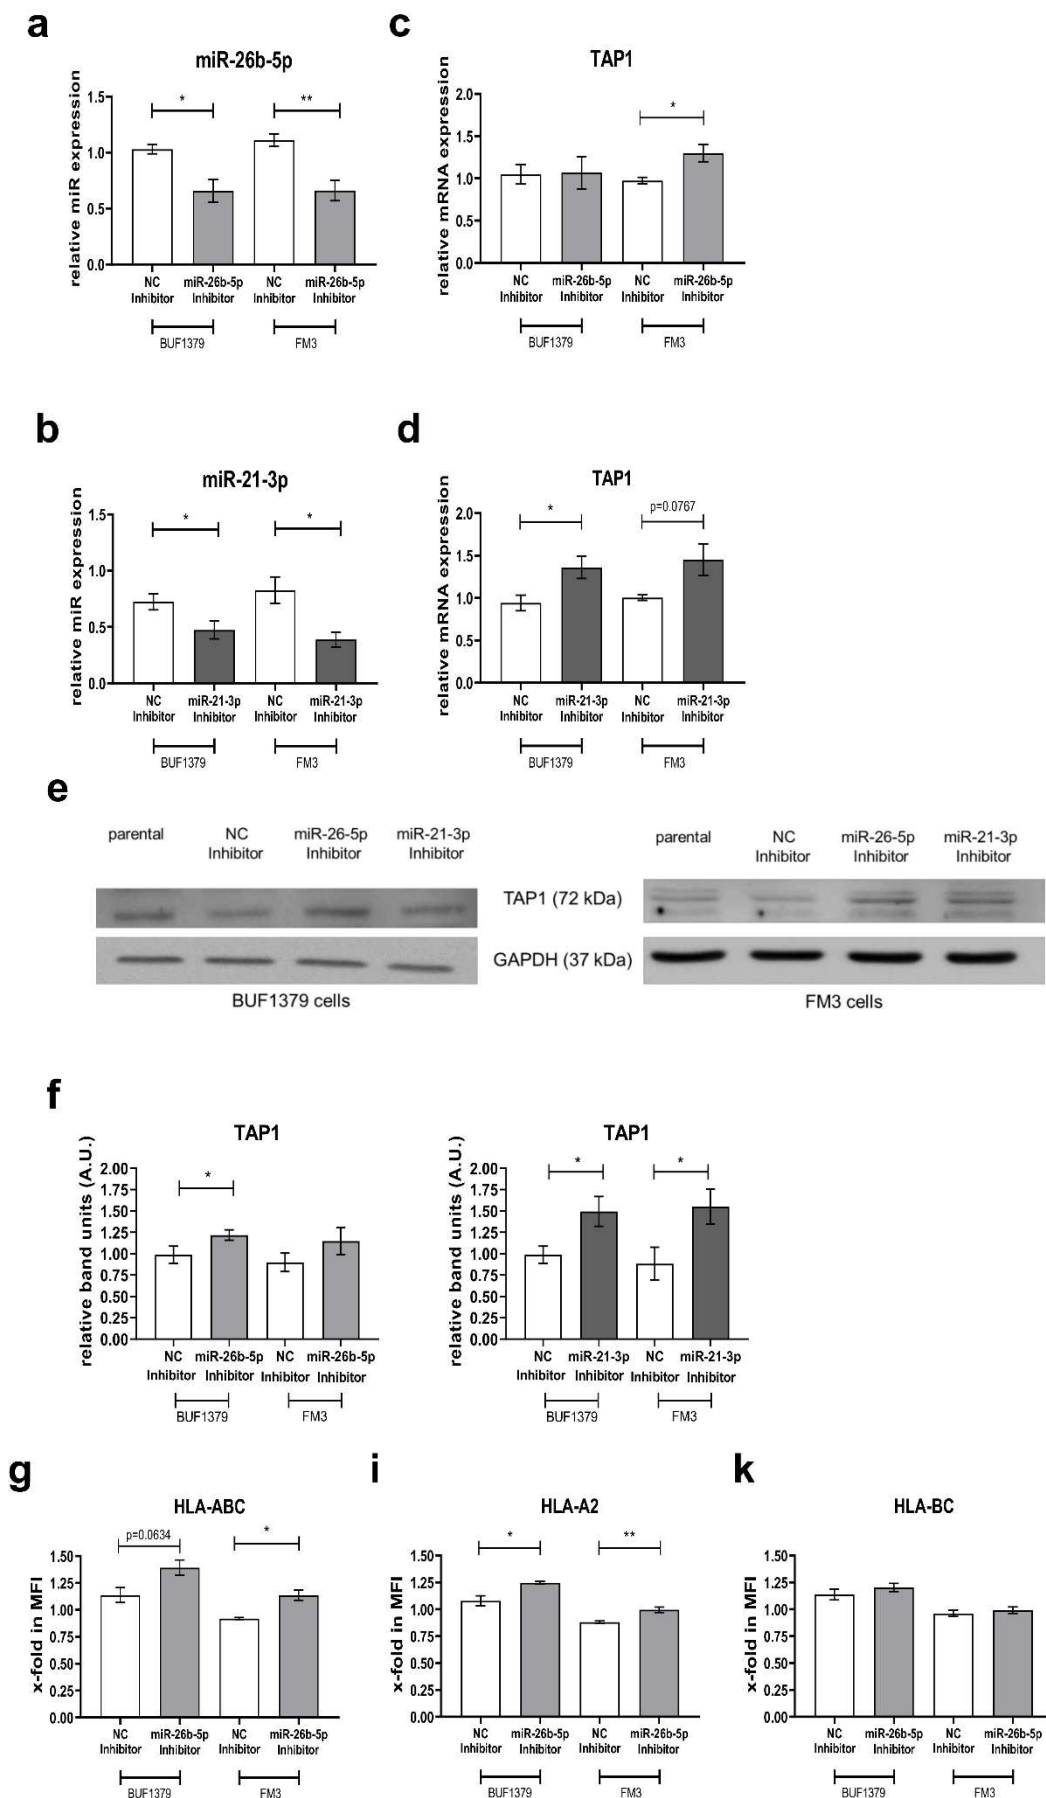 a
miR-26b-5p
relative miR expression
1.5
1.0
0.5
0.0
*
**
NC
Inhibitor
miR-26b-5p
Inhibitor
NC
Inhibitor
miR-26b-5p
Inhibitor
BUF1379
FM3
c
TAP1
relative mRNA expression
2.0
1.5
1.0
0.5
0.0
*
NC
Inhibitor
miR-26b-5p
Inhibitor
NC
Inhibitor
miR-26b-5p
Inhibitor
BUF1379
FM3
b
miR-21-3p
relative miR expression
1.5
1.0
0.5
0.0
*
*
NC
Inhibitor
miR-21-3p
Inhibitor
NC
Inhibitor
miR-21-3p
Inhibitor
BUF1379
FM3
d
TAP1
relative mRNA expression
2.0
1.5
1.0
0.5
0.0
*
p=0.0767
NC
Inhibitor
miR-21-3p
Inhibitor
NC
Inhibitor
miR-21-3p
Inhibitor
BUF1379
FM3
e
parental
NC
Inhibitor
miR-26-5p
Inhibitor
miR-21-3p
Inhibitor
parental
NC
Inhibitor
miR-26-5p
Inhibitor
miR-21-3p
Inhibitor
TAP1 (72 kDa)
GAPDH (37 kDa)
BUF1379 cells
FM3 cells
f
TAP1
relative band units (A.U.)
2.00
1.75
1.50
1.25
1.00
0.75
0.50
0.25
0.00
*
NC
Inhibitor
miR-26b-5p
Inhibitor
NC
Inhibitor
miR-26b-5p
Inhibitor
BUF1379
FM3
TAP1
relative band units (A.U.)
2.00
1.75
1.50
1.25
1.00
0.75
0.50
0.25
0.00
*
*
NC
Inhibitor
miR-21-3p
Inhibitor
NC
Inhibitor
miR-21-3p
Inhibitor
BUF1379
FM3
g
HLA-ABC
x-fold in MFI
1.50
1.25
1.00
0.75
0.50
0.25
0.00
p=0.0634
*
NC
Inhibitor
miR-26b-5p
Inhibitor
NC
Inhibitor
miR-26b-5p
Inhibitor
BUF1379
FM3
i
HLA-A2
x-fold in MFI
1.50
1.25
1.00
0.75
0.50
0.25
0.00
*
**
NC
Inhibitor
miR-26b-5p
Inhibitor
NC
Inhibitor
miR-26b-5p
Inhibitor
BUF1379
FM3
k
HLA-BC
x-fold in MFI
1.50
1.25
1.00
0.75
0.50
0.25
0.00
NC
Inhibitor
miR-26b-5p
Inhibitor
NC
Inhibitor
miR-26b-5p
Inhibitor
BUF1379
FM3